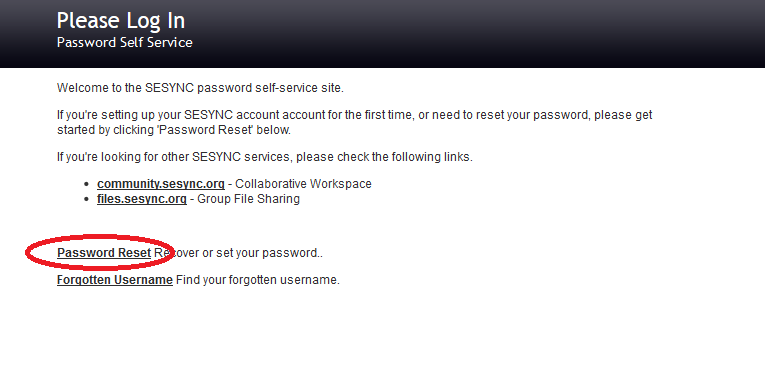 Please Log In
Password Self Service
Welcome to the SESYNC password self-service site.
If you're setting up your SESYNC account account for the first time, or need to reset your password, please get
started by clicking 'Password Reset' below.
If you're looking for other SESYNC services, please check the following links.
• community.sesync.org - Collaborative Workspace
• files.sesync.org - Group File Sharing
Password Reset Recover or set your password..
Forgotten Username Find your forgotten username.